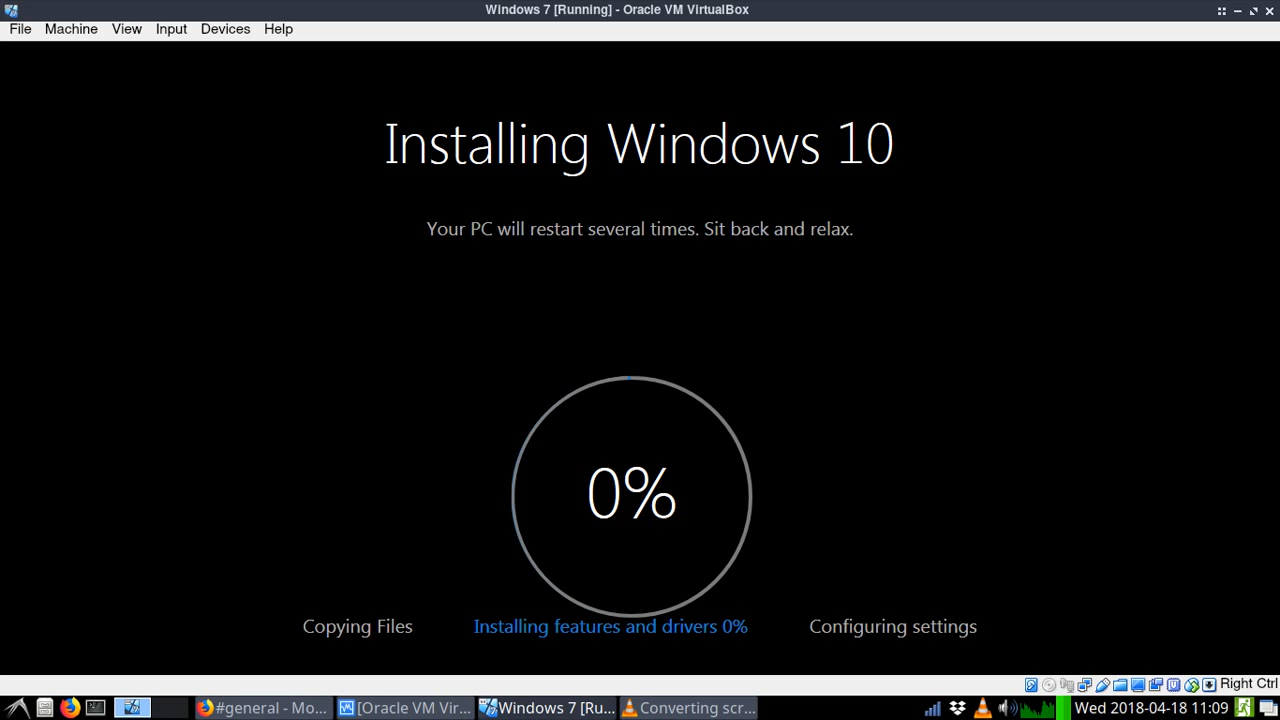 Windows 7 [Running] - Oracle VM VirtualBox
File Machine View Input Devices Help
Installing Windows 10
Your PC will restart several times. Sit back and relax.
0%
Copying Files Installing features and drivers 0% Configuring settings
Right Ctrl
#general - Mo... [Oracle VM Vir... Windows 7 [Ru... Converting scr... Wed 2018-04-18 11:09